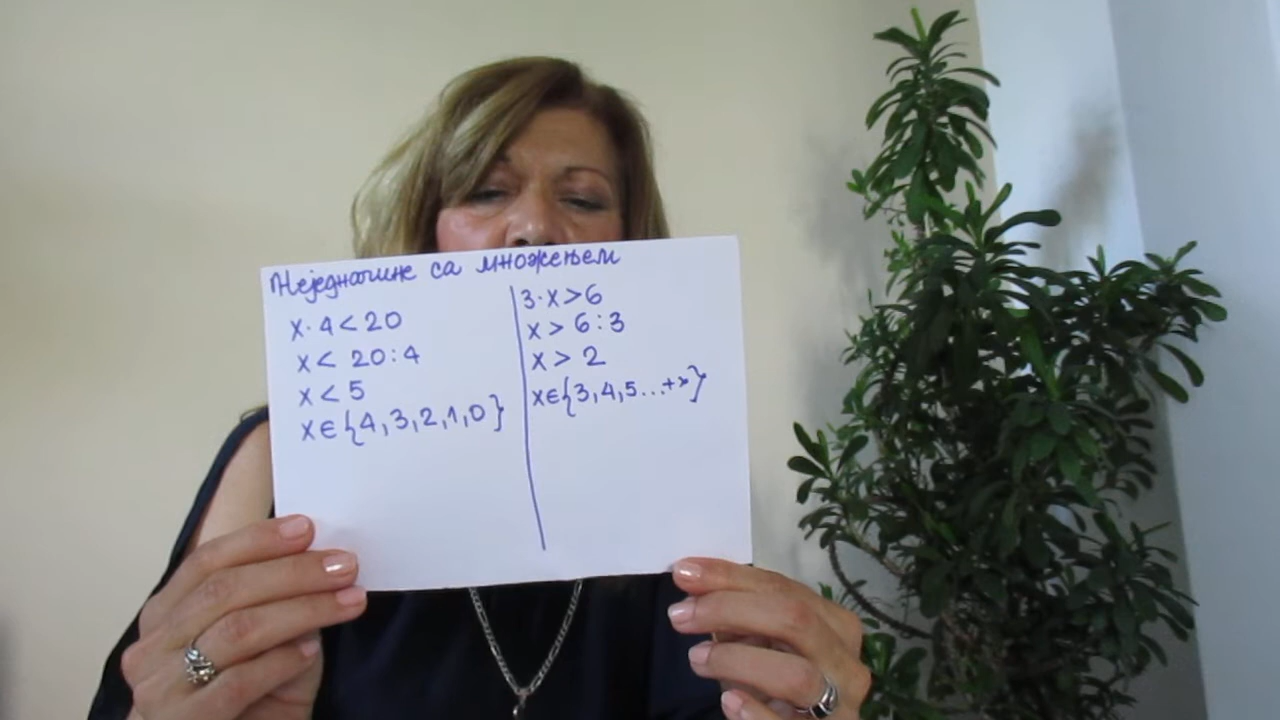 Неједначине са множењем
x · 4 < 20
x < 20 : 4
x < 5
x ∈ {4, 3, 2, 1, 0}
3 · x > 6
x > 6 : 3
x > 2
x ∈ {3, 4, 5 ... +∞}